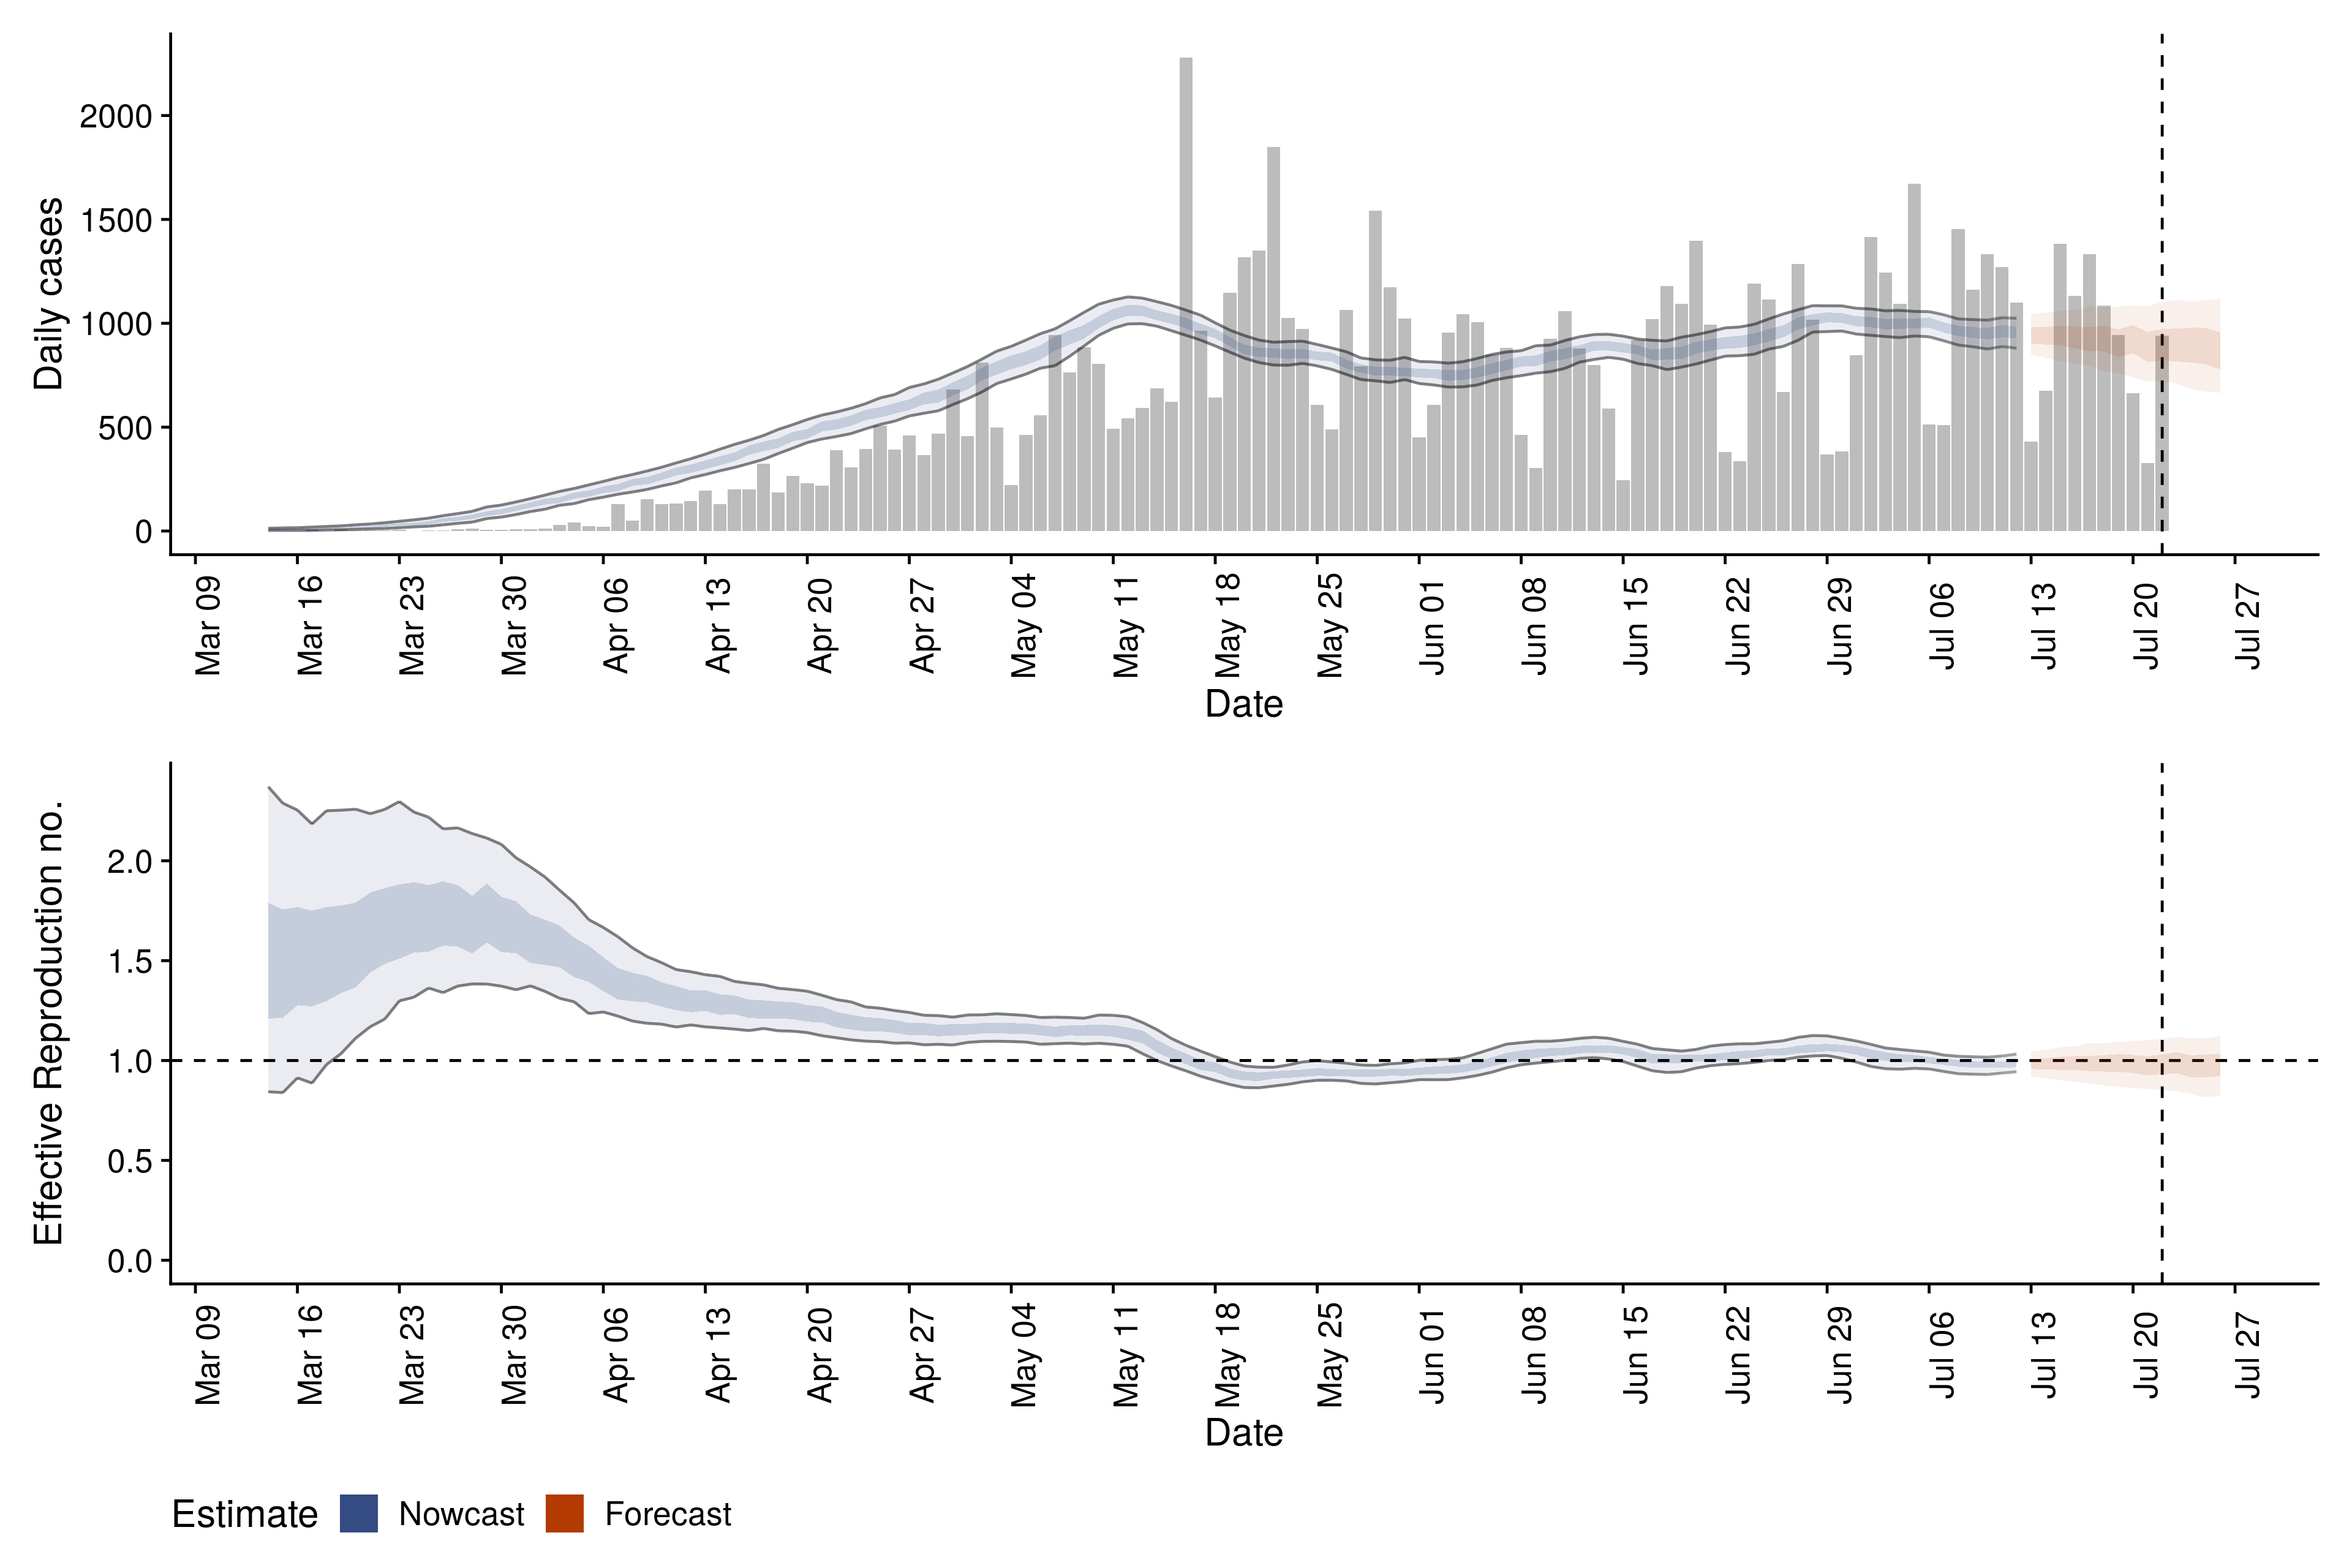 Daily cases
2000
1500
1000
500
0
Mar 09 Mar 16 Mar 23 Mar 30 Apr 06 Apr 13 Apr 20 Apr 27 May 04 May 11 May 18 May 25 Jun 01 Jun 08 Jun 15 Jun 22 Jun 29 Jul 06 Jul 13 Jul 20 Jul 27
Date
Effective Reproduction no.
2.0
1.5
1.0
0.5
0.0
Mar 09 Mar 16 Mar 23 Mar 30 Apr 06 Apr 13 Apr 20 Apr 27 May 04 May 11 May 18 May 25 Jun 01 Jun 08 Jun 15 Jun 22 Jun 29 Jul 06 Jul 13 Jul 20 Jul 27
Date
Estimate Nowcast Forecast